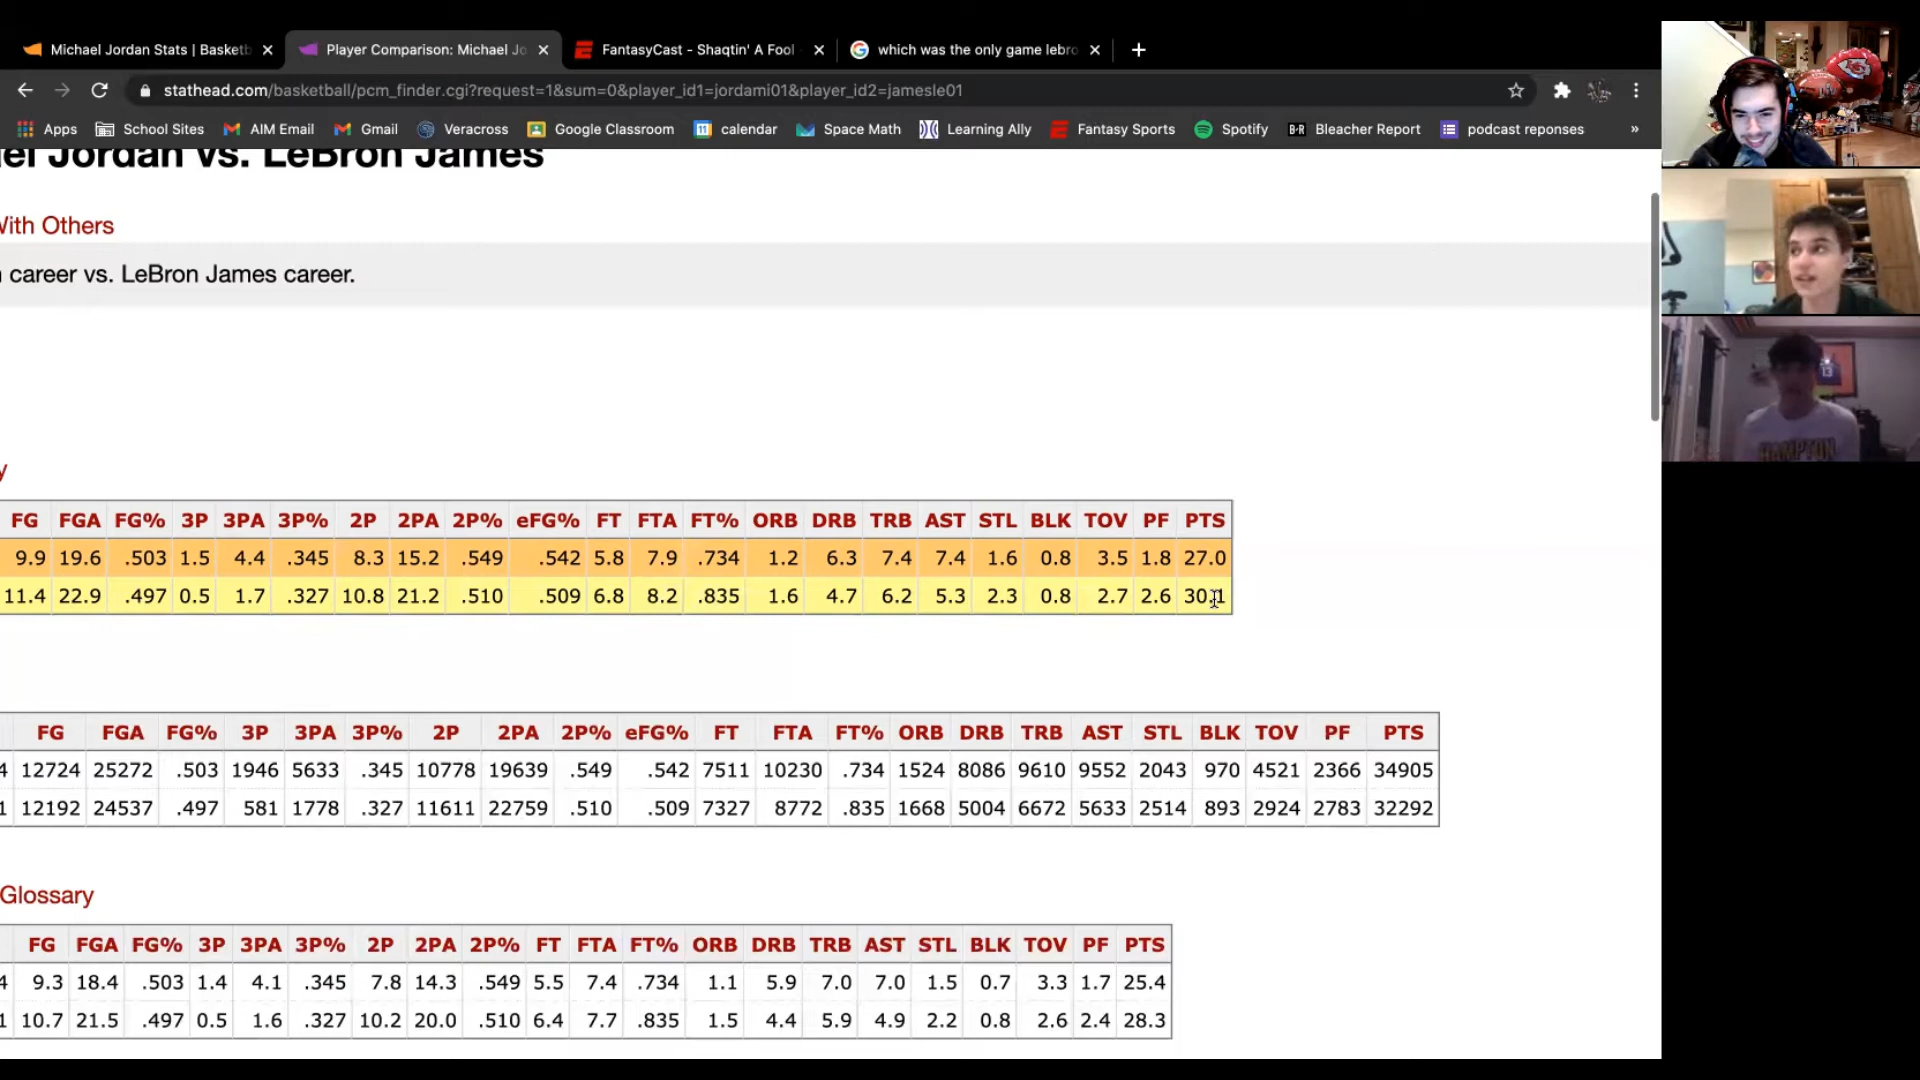 Michael Jordan Stats | Basketb
Player Comparison: Michael Jo
FantasyCast - Shaqtin' A Fool
which was the only game lebro
stathead.com/basketball/pcm_finder.cgi?request=1&sum=0&player_id1=jordami01&player_id2=jamesle01
Apps School Sites AIM Email Gmail Veracross Google Classroom calendar Space Math Learning Ally Fantasy Sports Spotify B·R Bleacher Report podcast reponses »
el Jordan vs. LeBron James
With Others
career vs. LeBron James career.
y
FG FGA FG% 3P 3PA 3P% 2P 2PA 2P% eFG% FT FTA FT% ORB DRB TRB AST STL BLK TOV PF PTS
9.9 19.6 .503 1.5 4.4 .345 8.3 15.2 .549 .542 5.8 7.9 .734 1.2 6.3 7.4 7.4 1.6 0.8 3.5 1.8 27.0
11.4 22.9 .497 0.5 1.7 .327 10.8 21.2 .510 .509 6.8 8.2 .835 1.6 4.7 6.2 5.3 2.3 0.8 2.7 2.6 30.1
FG FGA FG% 3P 3PA 3P% 2P 2PA 2P% eFG% FT FTA FT% ORB DRB TRB AST STL BLK TOV PF PTS
4 12724 25272 .503 1946 5633 .345 10778 19639 .549 .542 7511 10230 .734 1524 8086 9610 9552 2043 970 4521 2366 34905
1 12192 24537 .497 581 1778 .327 11611 22759 .510 .509 7327 8772 .835 1668 5004 6672 5633 2514 893 2924 2783 32292
Glossary
FG FGA FG% 3P 3PA 3P% 2P 2PA 2P% FT FTA FT% ORB DRB TRB AST STL BLK TOV PF PTS
4 9.3 18.4 .503 1.4 4.1 .345 7.8 14.3 .549 5.5 7.4 .734 1.1 5.9 7.0 7.0 1.5 0.7 3.3 1.7 25.4
1 10.7 21.5 .497 0.5 1.6 .327 10.2 20.0 .510 6.4 7.7 .835 1.5 4.4 5.9 4.9 2.2 0.8 2.6 2.4 28.3
13
HAMPTON